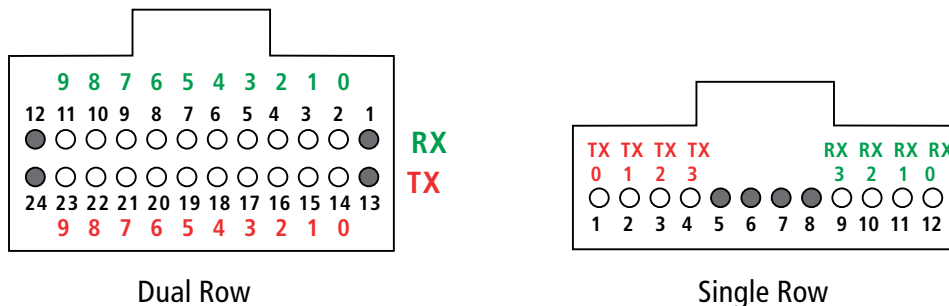 9 8 7 6 5 4 3 2 1 0
12 11 10 9 8 7 6 5 4 3 2 1
RX
TX
24 23 22 21 20 19 18 17 16 15 14 13
9 8 7 6 5 4 3 2 1 0
Dual Row
TX TX TX TX RX RX RX RX
0 1 2 3 3 2 1 0
1 2 3 4 5 6 7 8 9 10 11 12
Single Row